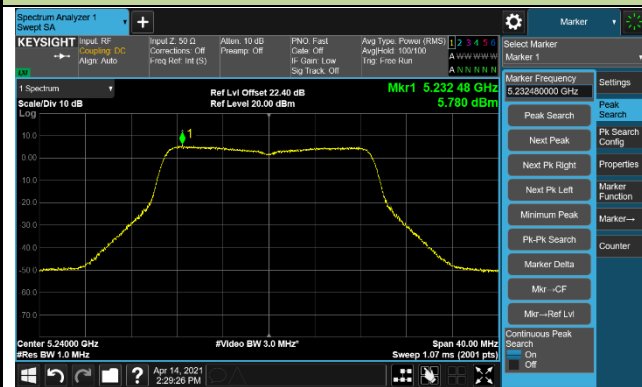 Spectrum Analyzer 1
Swept SA
+
Marker
KEYSIGHT
Input: RF
Coupling: DC
Align: Auto
Input Z: 50 Ω
Corrections: Off
Freq Ref: Int (S)
Atten: 10 dB
Preamp: Off
PNO: Fast
Gate: Off
IF Gain: Low
Sig Track: Off
Avg Type: Power (RMS)
Avg|Hold: 100/100
Trig: Free Run
1 2 3 4 5 6
A W W W W W
A N N N N N
LW
Select Marker
Marker 1
1 Spectrum
Scale/Div 10 dB
Log
Ref Lvl Offset 22.40 dB
Ref Level 20.00 dBm
Mkr1 5.232 48 GHz
5.780 dBm
10.0
0.00
10.0
20.0
30.0
40.0
50.0
60.0
70.0
1
Center 5.24000 GHz
#Res BW 1.0 MHz
#Video BW 3.0 MHz*
Span 40.00 MHz
Sweep 1.07 ms (2001 pts)
Marker Frequency
5.232480000 GHz
Peak Search
Next Peak
Next Pk Right
Next Pk Left
Minimum Peak
Pk-Pk Search
Marker Delta
Mkr→CF
Mkr→Ref Lvl
Continuous Peak
Search
On
Off
Settings
Peak
Search
Pk Search
Config
Properties
Marker
Function
Marker→
Counter
?
Apr 14, 2021
2:29:26 PM